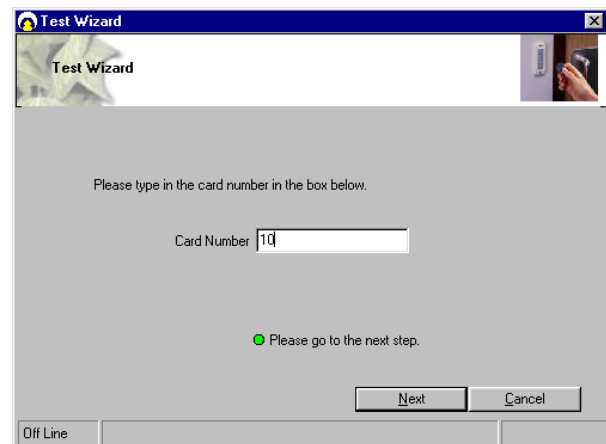 Test Wizard
Test Wizard
Please type in the card number in the box below.
Card Number 10
Please go to the next step.
Next Cancel
Off Line